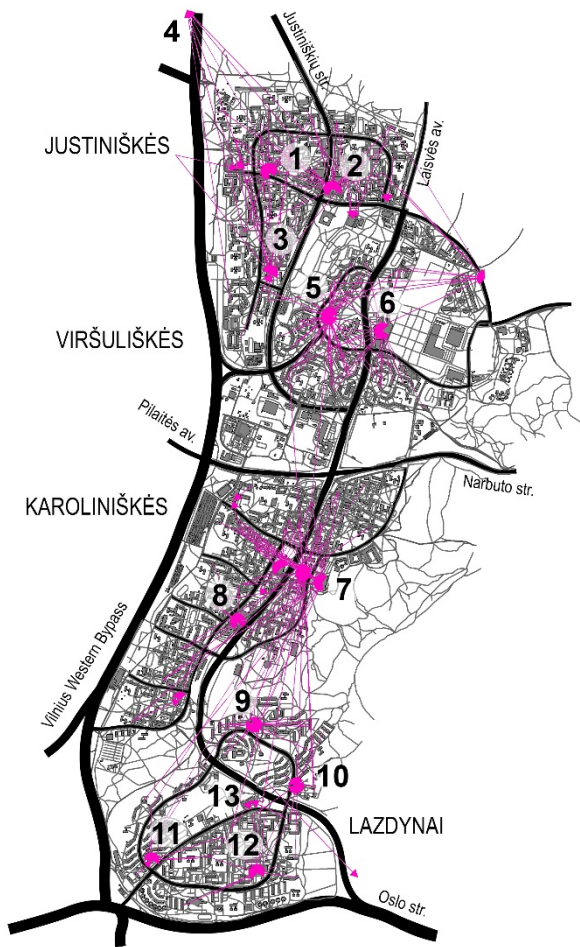 4
Justiniškių str.
Laisvės av.
JUSTINIŠKĖS
1
2
3
5
6
VIRŠULIŠKĖS
Pilaitės av.
Narbuto str.
KAROLINIŠKĖS
7
8
Vilnius Western Bypass
9
10
13
LAZDYNAI
11
12
Oslo str.